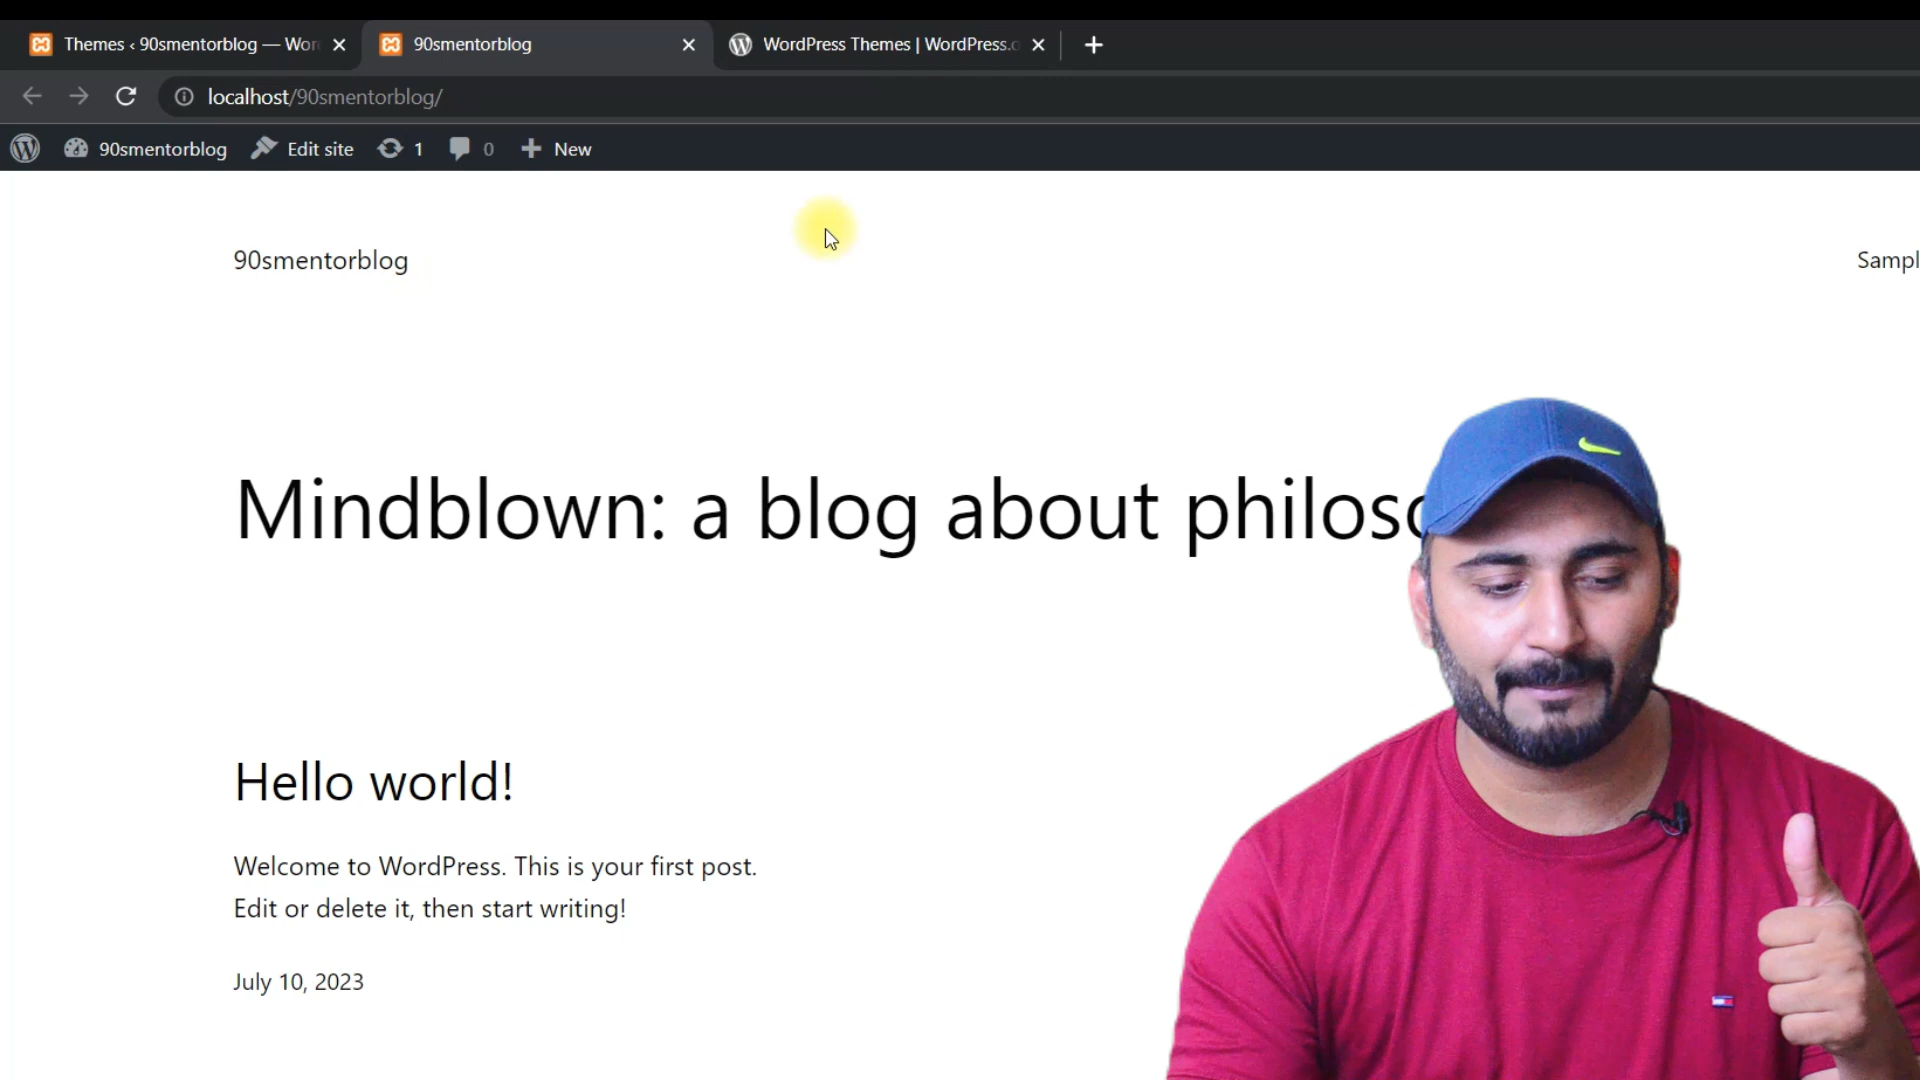 Themes ‹ 90smentorblog — Wor
90smentorblog
WordPress Themes | WordPress.o
localhost/90smentorblog/
90smentorblog
Edit site
1
0
New
90smentorblog
Sampl
Mindblown: a blog about philoso
Hello world!
Welcome to WordPress. This is your first post.
Edit or delete it, then start writing!
July 10, 2023